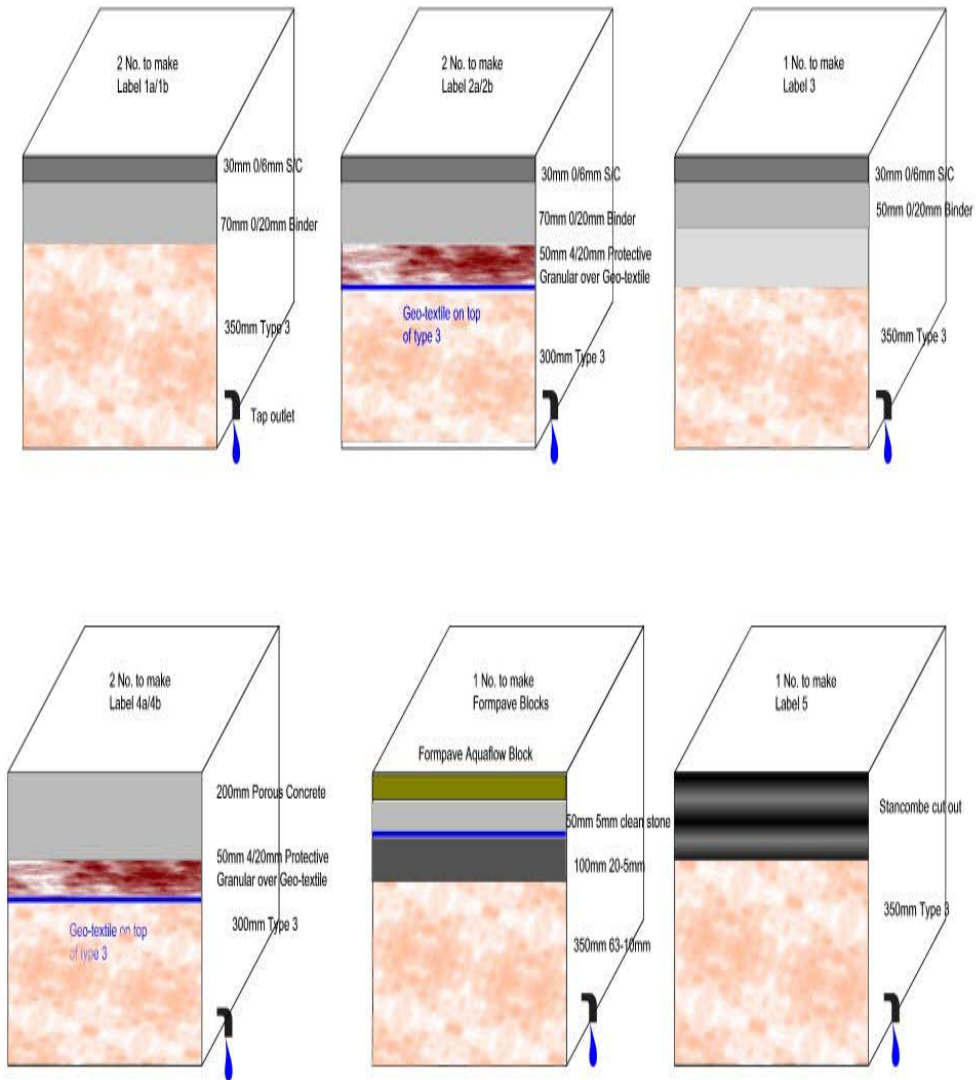 2 No. to make
Label 1a/1b
30mm 0/6mm S/C
70mm 0/20mm Binder
350mm Type 3
Tap outlet
2 No. to make
Label 2a/2b
30mm 0/6mm S/C
70mm 0/20mm Binder
50mm 4/20mm Protective
Granular over Geo-textile
Geo-textile on top
of type 3
300mm Type 3
1 No. to make
Label 3
30mm 0/6mm S/C
50mm 0/20mm Binder
350mm Type 3
2 No. to make
Label 4a/4b
200mm Porous Concrete
50mm 4/20mm Protective
Granular over Geo-textile
Geo-textile on top
of type 3
300mm Type 3
1 No. to make
Formpave Blocks
Formpave Aquaflow Block
50mm 5mm clean stone
100mm 20-5mm
350mm 63-10mm
1 No. to make
Label 5
Stancombe cut out
350mm Type 3